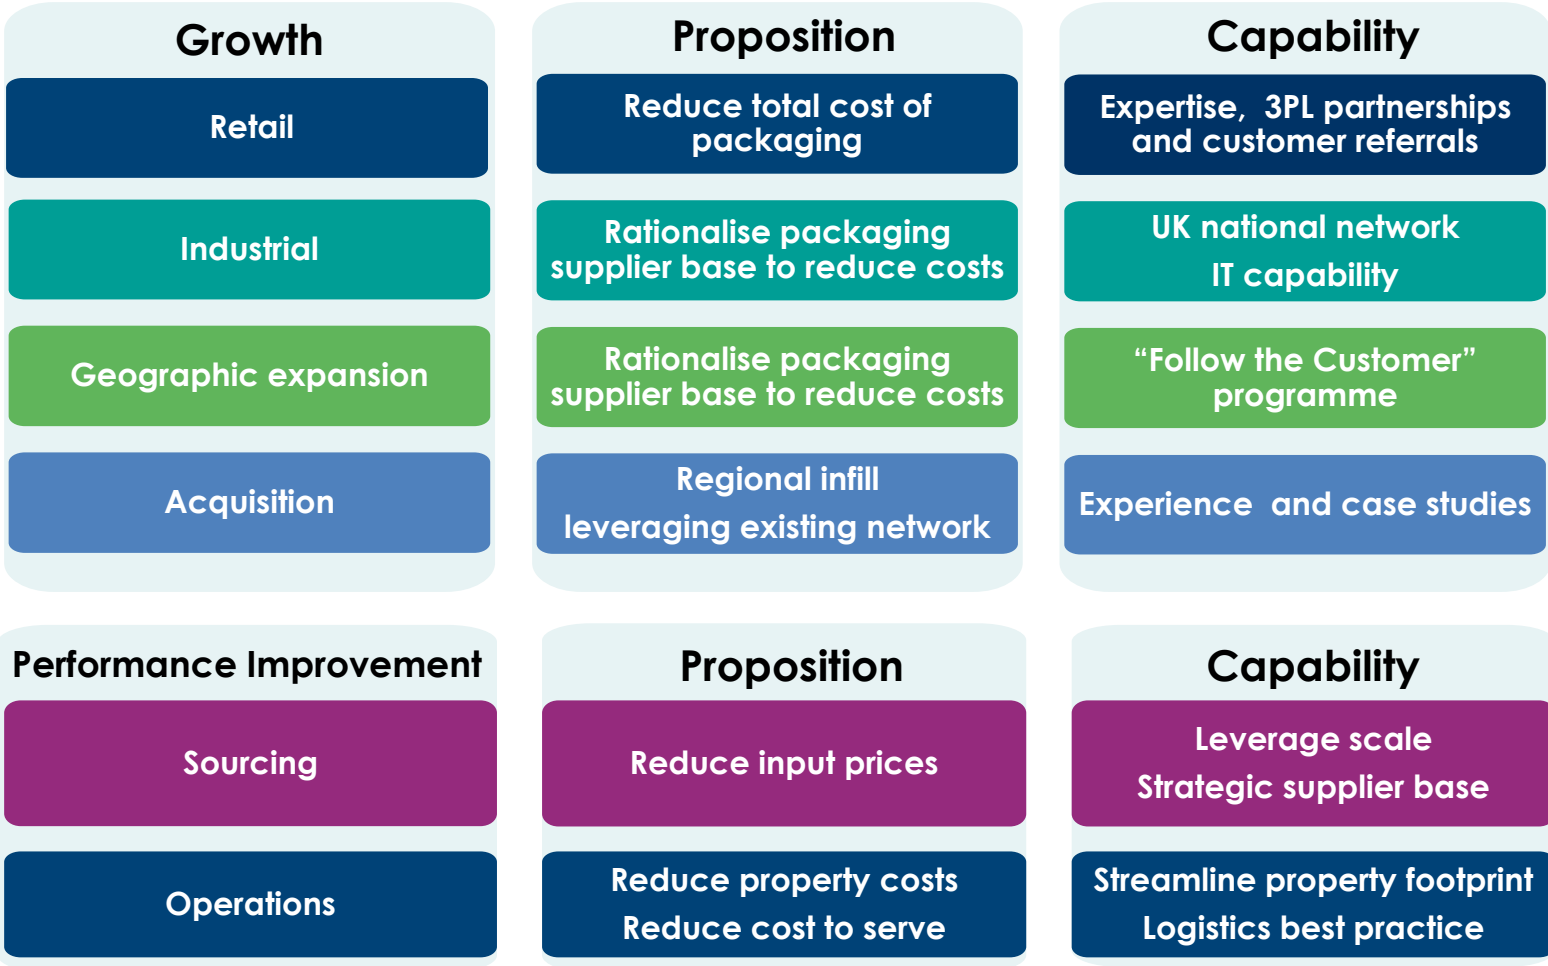 Growth
Proposition
Capability
Retail
Reduce total cost of
packaging
Expertise, 3PL partnerships
and customer referrals
Industrial
Rationalise packaging
supplier base to reduce costs
UK national network
IT capability
Geographic expansion
Rationalise packaging
supplier base to reduce costs
“Follow the Customer”
programme
Acquisition
Regional infill
leveraging existing network
Experience and case studies
Performance Improvement
Proposition
Capability
Sourcing
Reduce input prices
Leverage scale
Strategic supplier base
Operations
Reduce property costs
Reduce cost to serve
Streamline property footprint
Logistics best practice